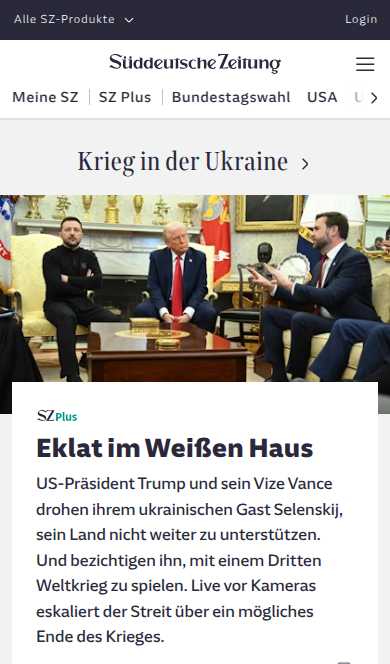 Alle SZ-Produkte
Login
Süddeutsche Zeitung
Meine SZ
SZ Plus
Bundestagswahl
USA
Krieg in der Ukraine
SZ Plus
Eklat im Weißen Haus
US-Präsident Trump und sein Vize Vance
drohen ihrem ukrainischen Gast Selenskij,
sein Land nicht weiter zu unterstützen.
Und bezichtigen ihn, mit einem Dritten
Weltkrieg zu spielen. Live vor Kameras
eskaliert der Streit über ein mögliches
Ende des Krieges.